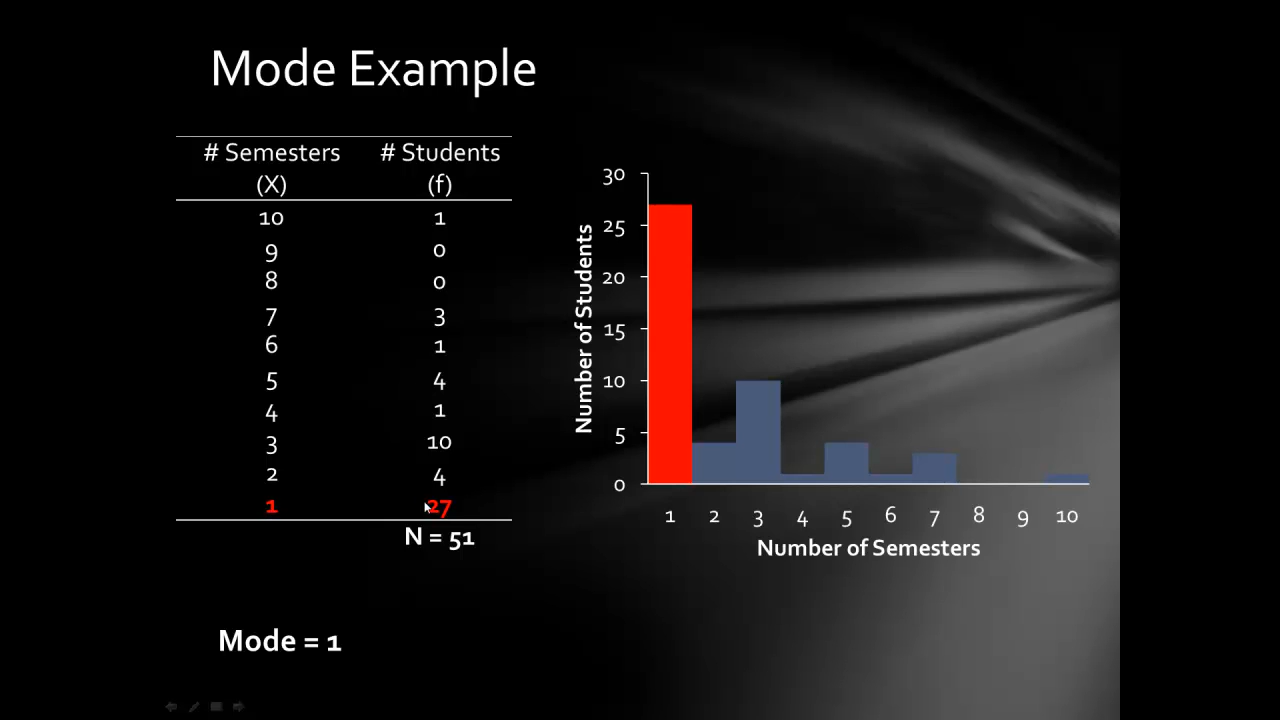 Mode Example
# Semesters # Students
(X) (f)
10 1
9 0
8 0
7 3
6 1
5 4
4 1
3 10
2 4
1 27
N = 51
Mode = 1
30
25
20
15
10
5
0
Number of Students
1 2 3 4 5 6 7 8 9 10
Number of Semesters